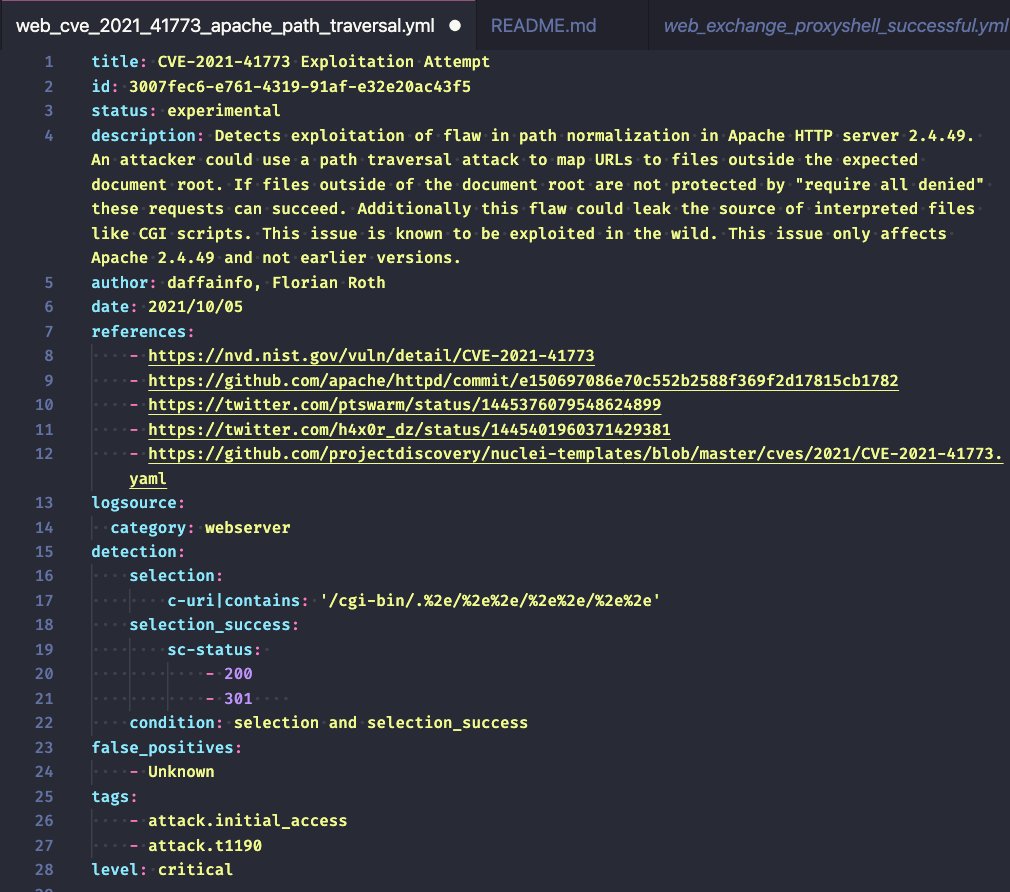 web_cve_2021_41773_apache_path_traversal.yml
README.md
web_exchange_proxyshell_successful.yml
1 title: CVE-2021-41773 Exploitation Attempt
2 id: 3007fec6-e761-4319-91af-e32e20ac43f5
3 status: experimental
4 description: Detects exploitation of flaw in path normalization in Apache HTTP server 2.4.49.
An attacker could use a path traversal attack to map URLs to files outside the expected
document root. If files outside of the document root are not protected by "require all denied"
these requests can succeed. Additionally this flaw could leak the source of interpreted files
like CGI scripts. This issue is known to be exploited in the wild. This issue only affects
Apache 2.4.49 and not earlier versions.
5 author: daffainfo, Florian Roth
6 date: 2021/10/05
7 references:
8 - https://nvd.nist.gov/vuln/detail/CVE-2021-41773
9 - https://github.com/apache/httpd/commit/e150697086e70c552b2588f369f2d17815cb1782
10 - https://twitter.com/ptswarm/status/1445376079548624899
11 - https://twitter.com/h4x0r_dz/status/1445401960371429381
12 - https://github.com/projectdiscovery/nuclei-templates/blob/master/cves/2021/CVE-2021-41773.
yaml
13 logsource:
14 category: webserver
15 detection:
16 selection:
17 c-uri|contains: '/cgi-bin/.%2e/%2e%2e/%2e%2e/%2e%2e'
18 selection_success:
19 sc-status:
20 - 200
21 - 301
22 condition: selection and selection_success
23 false_positives:
24 - Unknown
25 tags:
26 - attack.initial_access
27 - attack.t1190
28 level: critical